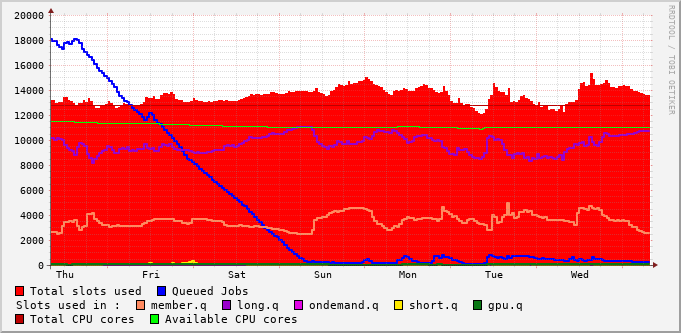 RRDTOOL / TOBI OETIKER
20000
18000
16000
14000
12000
10000
8000
6000
4000
2000
0
Thu Fri Sat Sun Mon Tue Wed
Total slots used Queued Jobs
Slots used in : member.q long.q ondemand.q short.q gpu.q
Total CPU cores Available CPU cores